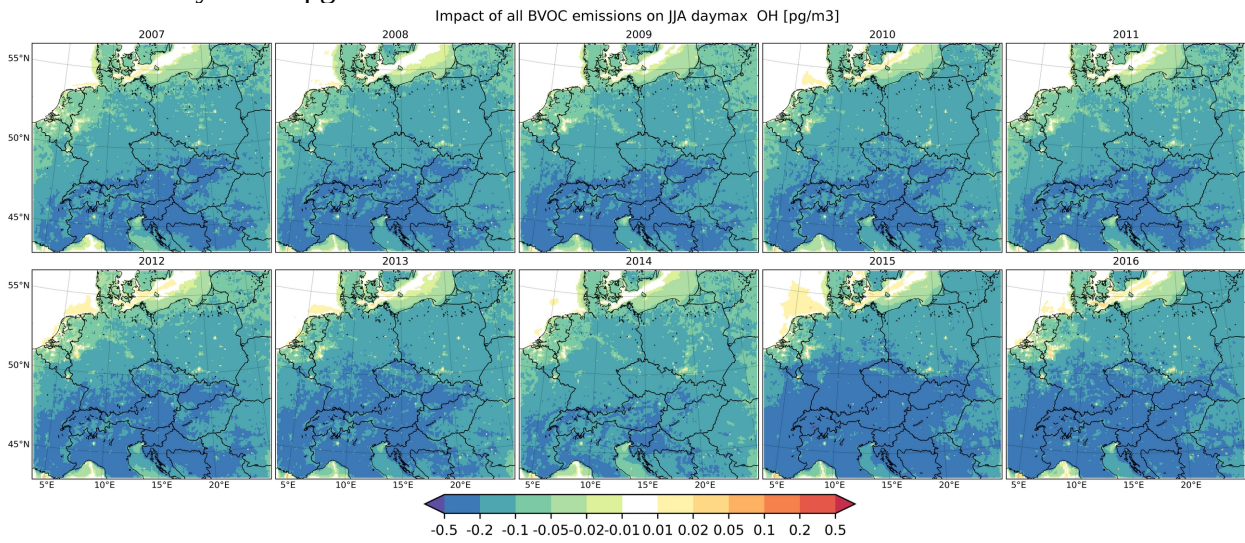 Impact of all BVOC emissions on JJA daymax OH [pg/m3]
2007 2008 2009 2010 2011
55°N
50°N
45°N
2012 2013 2014 2015 2016
55°N
50°N
45°N
5°E 10°E 15°E 20°E 5°E 10°E 15°E 20°E 5°E 10°E 15°E 20°E 5°E 10°E 15°E 20°E 5°E 10°E 15°E 20°E
-0.5 -0.2 -0.1 -0.05 -0.02 -0.01 0.01 0.02 0.05 0.1 0.2 0.5